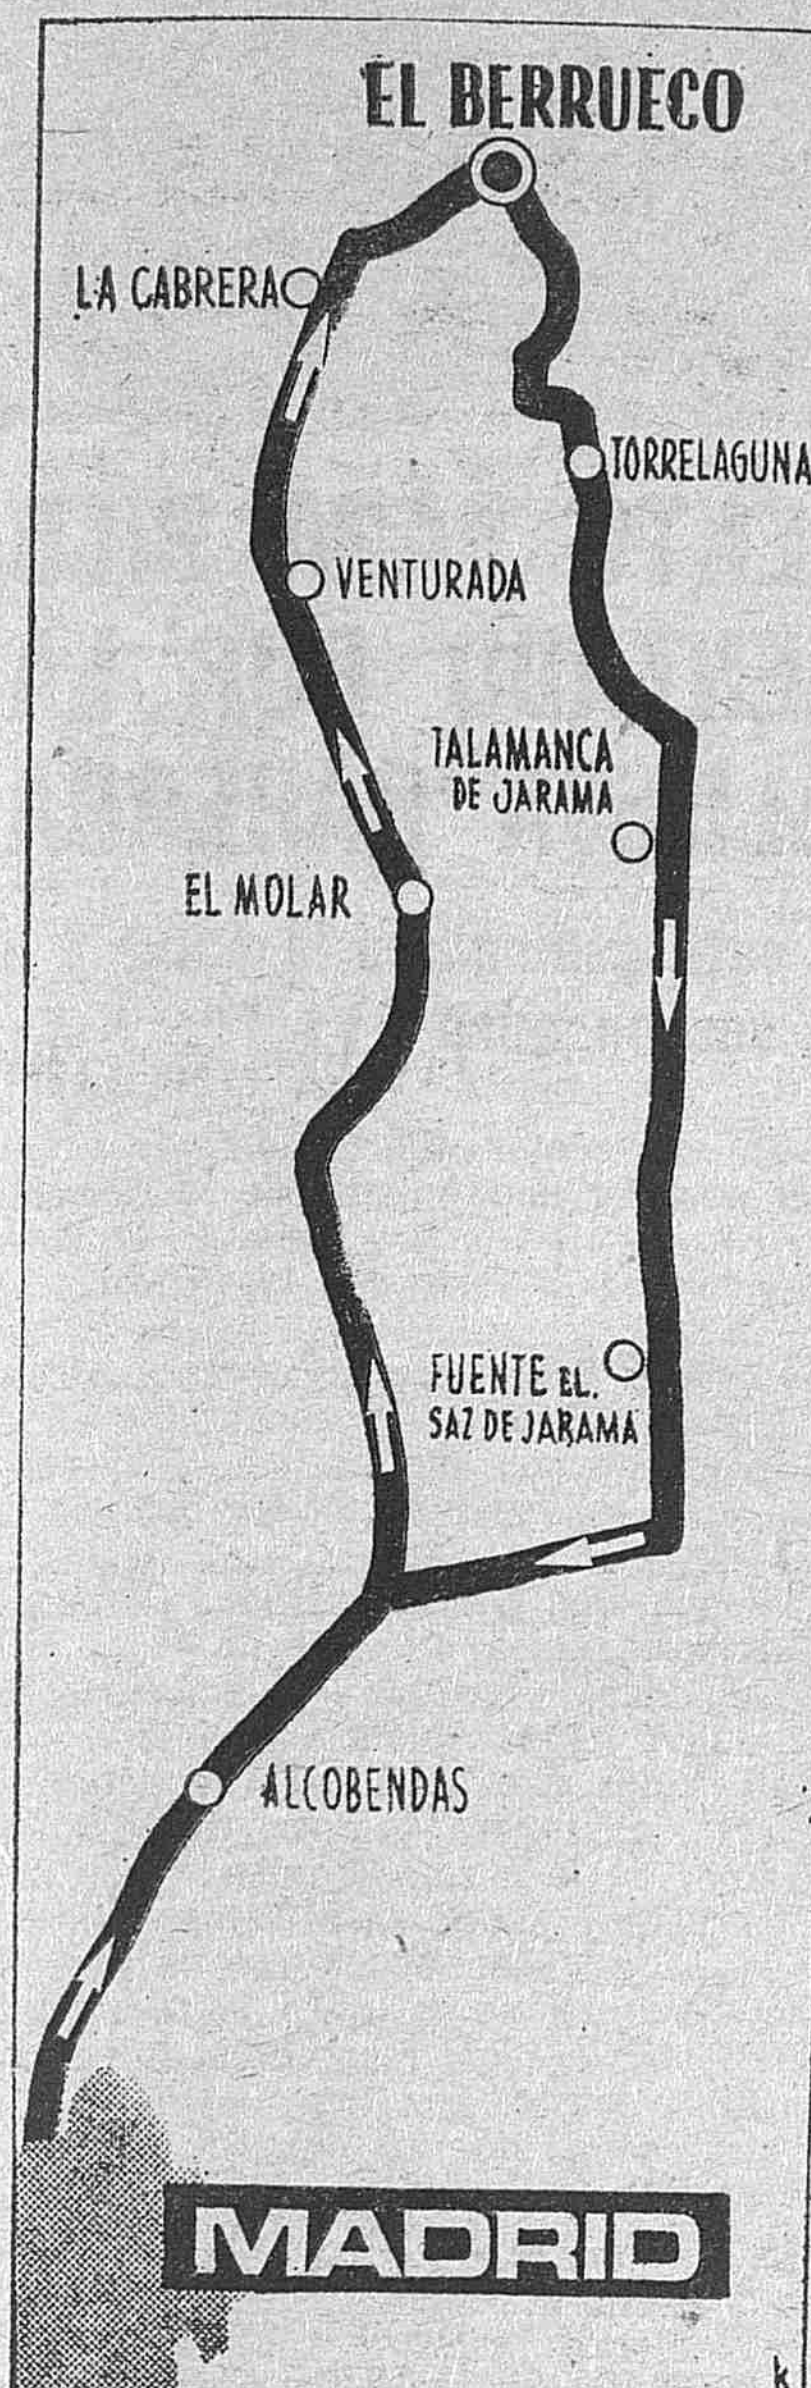 EL BERRUECO
LA CABRERA
TORRELAGUNA
VENTURADA
TALAMANCA
DE JARAMA
EL MOLAR
FUENTE EL.
SAZ DE JARAMA
ALCOBENDAS
MADRID
k